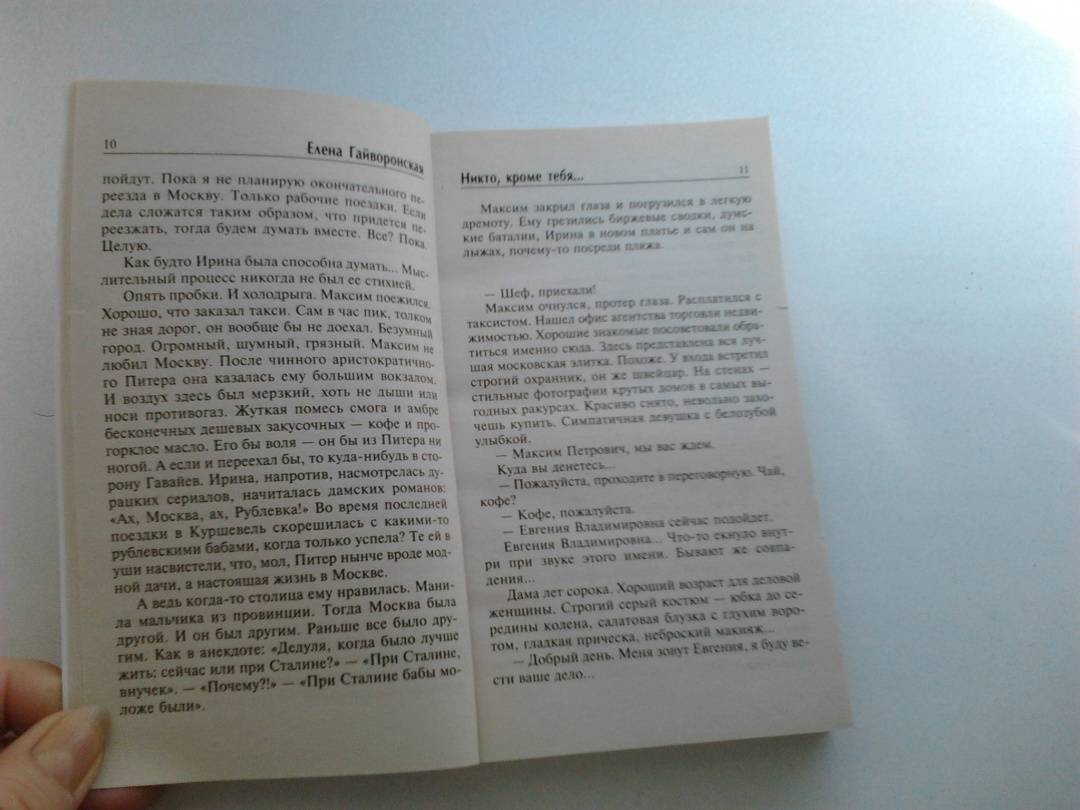 10
Елена Гайворонская
пойдут. Пока я не планирую окончательного пе-
реезда в Москву. Только рабочие поездки. Если
дела сложатся таким образом, что придется пе-
реезжать, тогда будем думать вместе. Все? Пока.
Целую.
Как будто Ирина была способна думать... Мыс-
лительный процесс никогда не был ее стихией.
Опять пробки. И холодрыга. Максим поежился.
Хорошо, что заказал такси. Сам в час пик, толком
не зная дорог, он вообще бы не доехал. Безумный
город. Огромный, шумный, грязный. Максим не
любил Москву. После чинного аристократично-
го Питера она казалась ему большим вокзалом.
И воздух здесь был мерзкий, хоть не дыши или
носи противогаз. Жуткая помесь смога и амбре
бесконечных дешевых закусочных — кофе и про-
горклое масло. Его бы воля — он бы из Питера ни
ногой. А если и переехал бы, то куда-нибудь в сто-
рону Гавайев. Ирина, напротив, насмотрелась ду-
рацких сериалов, начиталась дамских романов:
«Ах, Москва, ах, Рублевка!» Во время последней
поездки в Куршевель скорешилась с какими-то
рублевскими бабами, когда только успела? Те ей в
уши насвистели, что, мол, Питер нынче вроде мод-
ной дачи, а настоящая жизнь в Москве.
А ведь когда-то столица ему нравилась. Мани-
ла мальчика из провинции. Тогда Москва была
другой. И он был другим. Раньше все было дру-
гим. Как в анекдоте: «Дедуля, когда было лучше
жить: сейчас или при Сталине?» — «При Сталине,
внучек». — «Почему?!» — «При Сталине бабы мо-
ложе были».
Никто, кроме тебя...
11
Максим закрыл глаза и погрузился в легкую
дремоту. Ему грезились биржевые сводки, думс-
кие баталии, Ирина в новом платье и сам он на
лыжах, почему-то посреди пляжа.
— Шеф, приехали!
Максим очнулся, протер глаза. Расплатился с
таксистом. Нашел офис агентства торговли недви-
жимостью. Хорошие знакомые посоветовали обра-
титься именно сюда. Здесь представлена вся луч-
шая московская элитка. Похоже. У входа встретил
строгий охранник, он же швейцар. На стенах —
стильные фотографии крутых домов в самых вы-
годных ракурсах. Красиво снято, невольно захо-
чешь купить. Симпатичная девушка с белозубой
улыбкой.
— Максим Петрович, мы вас ждем.
Куда вы денетесь...
— Пожалуйста, проходите в переговорную. Чай,
кофе?
— Кофе, пожалуйста.
— Евгения Владимировна сейчас подойдет.
Евгения Владимировна... Что-то екнуло внут-
ри при звуке этого имени. Бывают же совпа-
дения...
Дама лет сорока. Хороший возраст для деловой
женщины. Строгий серый костюм — юбка до се-
редины колена, салатовая блузка с глухим воро-
том, гладкая прическа, неброский макияж...
— Добрый день. Меня зовут Евгения, я буду ве-
сти ваше дело...